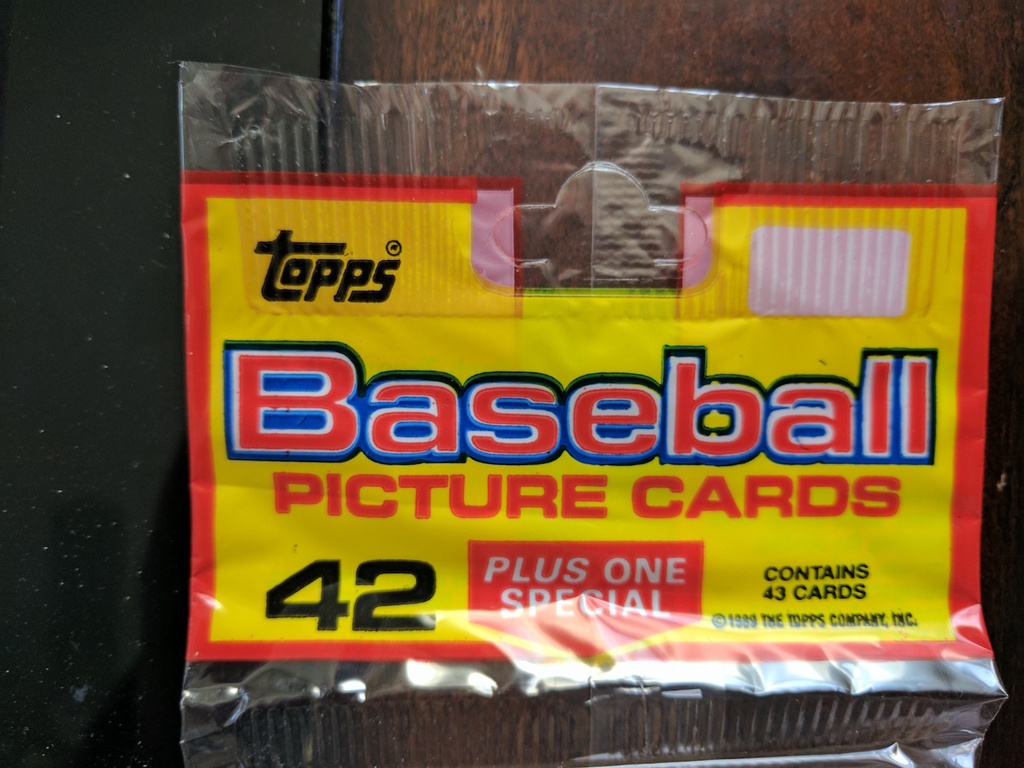 topps®
Baseball
PICTURE CARDS
42
PLUS ONE
SPECIAL
CONTAINS
43 CARDS
©1989 THE TOPPS COMPANY, INC.